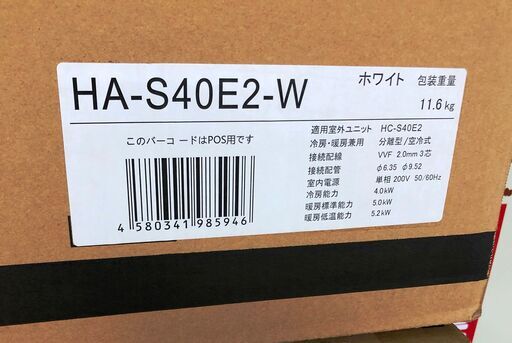 HA-S40E2-W
ホワイト 包装重量
11.6 kg
このバーコードはPOS用です
4 580341 985946
適用室外ユニット HC-S40E2
冷房・暖房兼用 分離型/空冷式
接続配線 VVF 2.0mm 3芯
接続配管 φ6.35 φ9.52
室内電源 単相 200V 50/60Hz
冷房能力 4.0kW
暖房標準能力 5.0kW
暖房低温能力 5.2kW